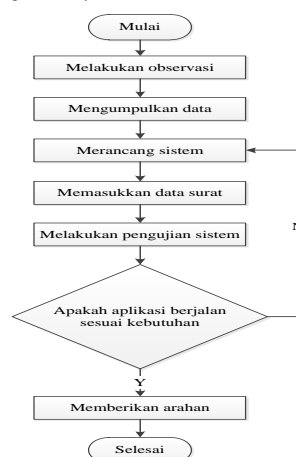 Mulai
Melakukan observasi
Mengumpulkan data
Merancang sistem
Memasukkan data surat
Melakukan pengujian sistem
Apakah aplikasi berjalan
sesuai kebutuhan
Y
Memberikan arahan
Selesai